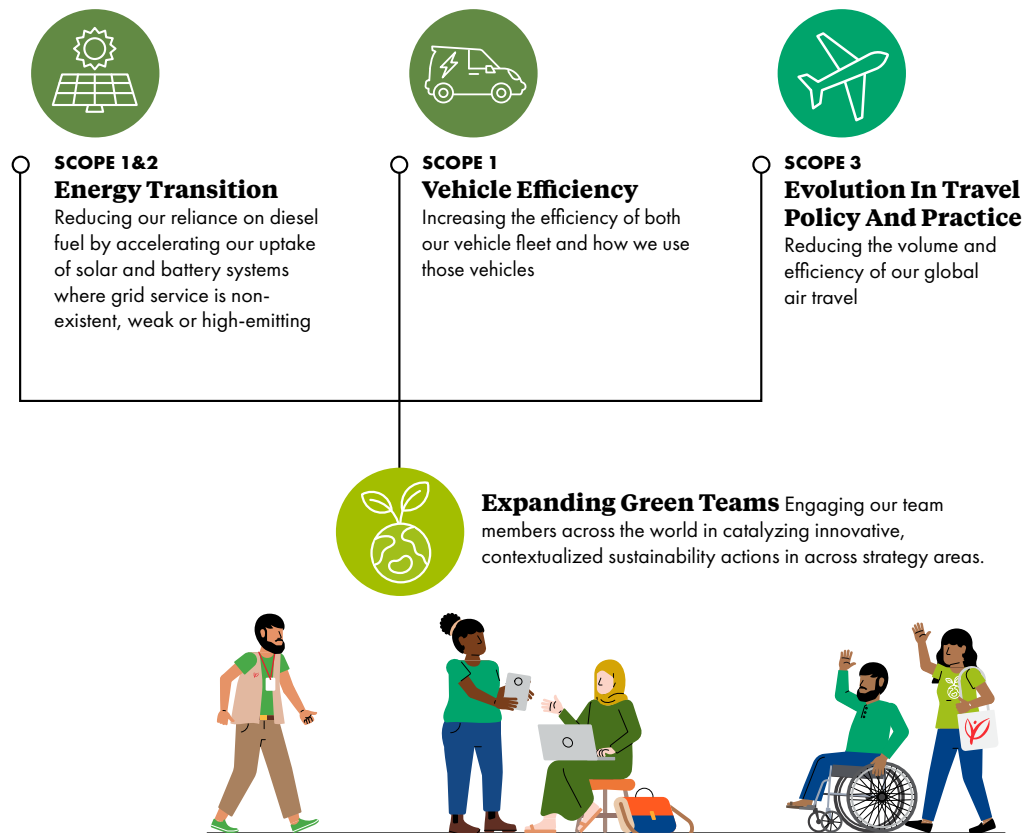 SCOPE 1&2
Energy Transition
Reducing our reliance on diesel
fuel by accelerating our uptake
of solar and battery systems
where grid service is non-
existent, weak or high-emitting
SCOPE 1
Vehicle Efficiency
Increasing the efficiency of both
our vehicle fleet and how we use
those vehicles
SCOPE 3
Evolution In Travel
Policy And Practice
Reducing the volume and
efficiency of our global
air travel
Expanding Green Teams Engaging our team
members across the world in catalyzing innovative,
contextualized sustainability actions in across strategy areas.